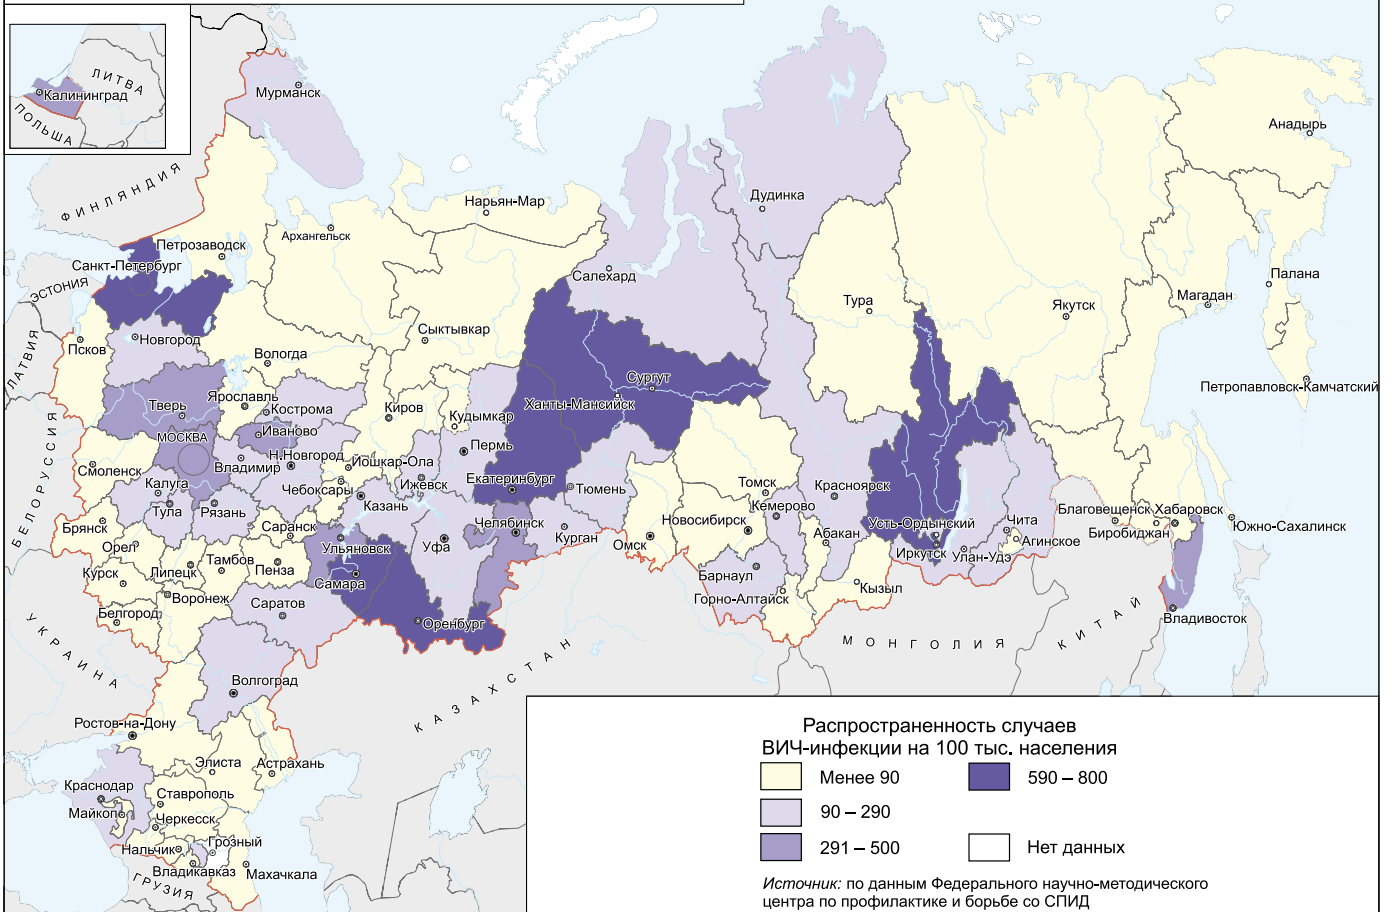 ЛИТВА
Калининград
ПОЛЬША
ФИНЛЯНДИЯ
Мурманск
Нарьян-Мар
Архангельск
Дудинка
Анадырь
Петрозаводск
Санкт-Петербург
ЭСТОНИЯ
Салехард
Тура
Якутск
Магадан
Палана
ЛАТВИЯ
Псков
Новгород
Вологда
Сыктывкар
Петропавловск-Камчатский
БЕЛОРУССИЯ
Тверь
Ярославль
Кострома
Иваново
МОСКВА
Киров
Кудымкар
Сургут
Ханты-Мансийск
Смоленск
Владимир
Н.Новгород
Йошкар-Ола
Пермь
Калуга
Чебоксары
Ижевск
Екатеринбург
Тюмень
Томск
Красноярск
Тула
Рязань
Казань
Кемерово
Брянск
Саранск
Челябинск
Новосибирск
Усть-Ордынский
Чита
Благовещенск
Хабаровск
Южно-Сахалинск
Орел
Ульяновск
Уфа
Курган
Омск
Абакан
Иркутск
Улан-Удэ
Агинское
Биробиджан
Курск
Липецк
Тамбов
Пенза
Самара
Барнаул
Горно-Алтайск
Кызыл
Воронеж
Белгород
Саратов
Оренбург
Владивосток
УКРАИНА
КАЗАХСТАН
МОНГОЛИЯ
КИТАЙ
Волгоград
Ростов-на-Дону
Элиста
Астрахань
Краснодар
Майкоп
Ставрополь
Черкесск
Нальчик
Грозный
Владикавказ
Махачкала
ГРУЗИЯ
Распространенность случаев
ВИЧ-инфекции на 100 тыс. населения
Менее 90
590 – 800
90 – 290
291 – 500
Нет данных
Источник: по данным Федерального научно-методического
центра по профилактике и борьбе со СПИД